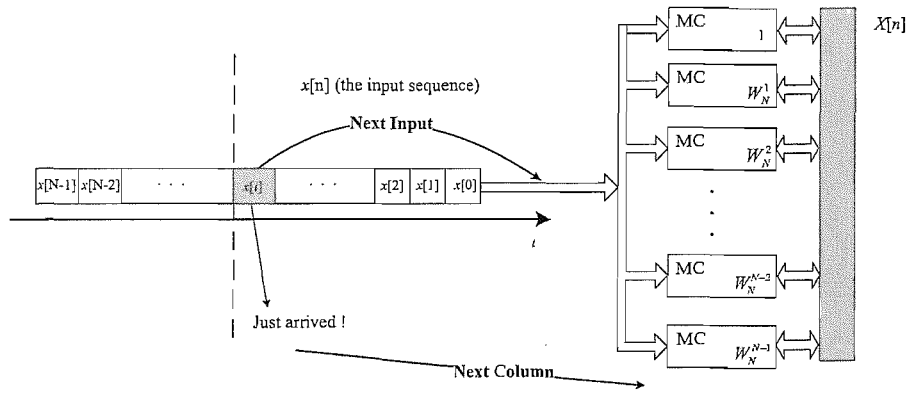 MC
1
X[n]
x[n] (the input sequence)
MC
W_N^1
Next Input
MC
W_N^2
x[N-1] x[N-2] · · · x[i] · · · x[2] x[1] x[0]
t
MC
W_N^{N-2}
Just arrived !
MC
W_N^{N-1}
Next Column